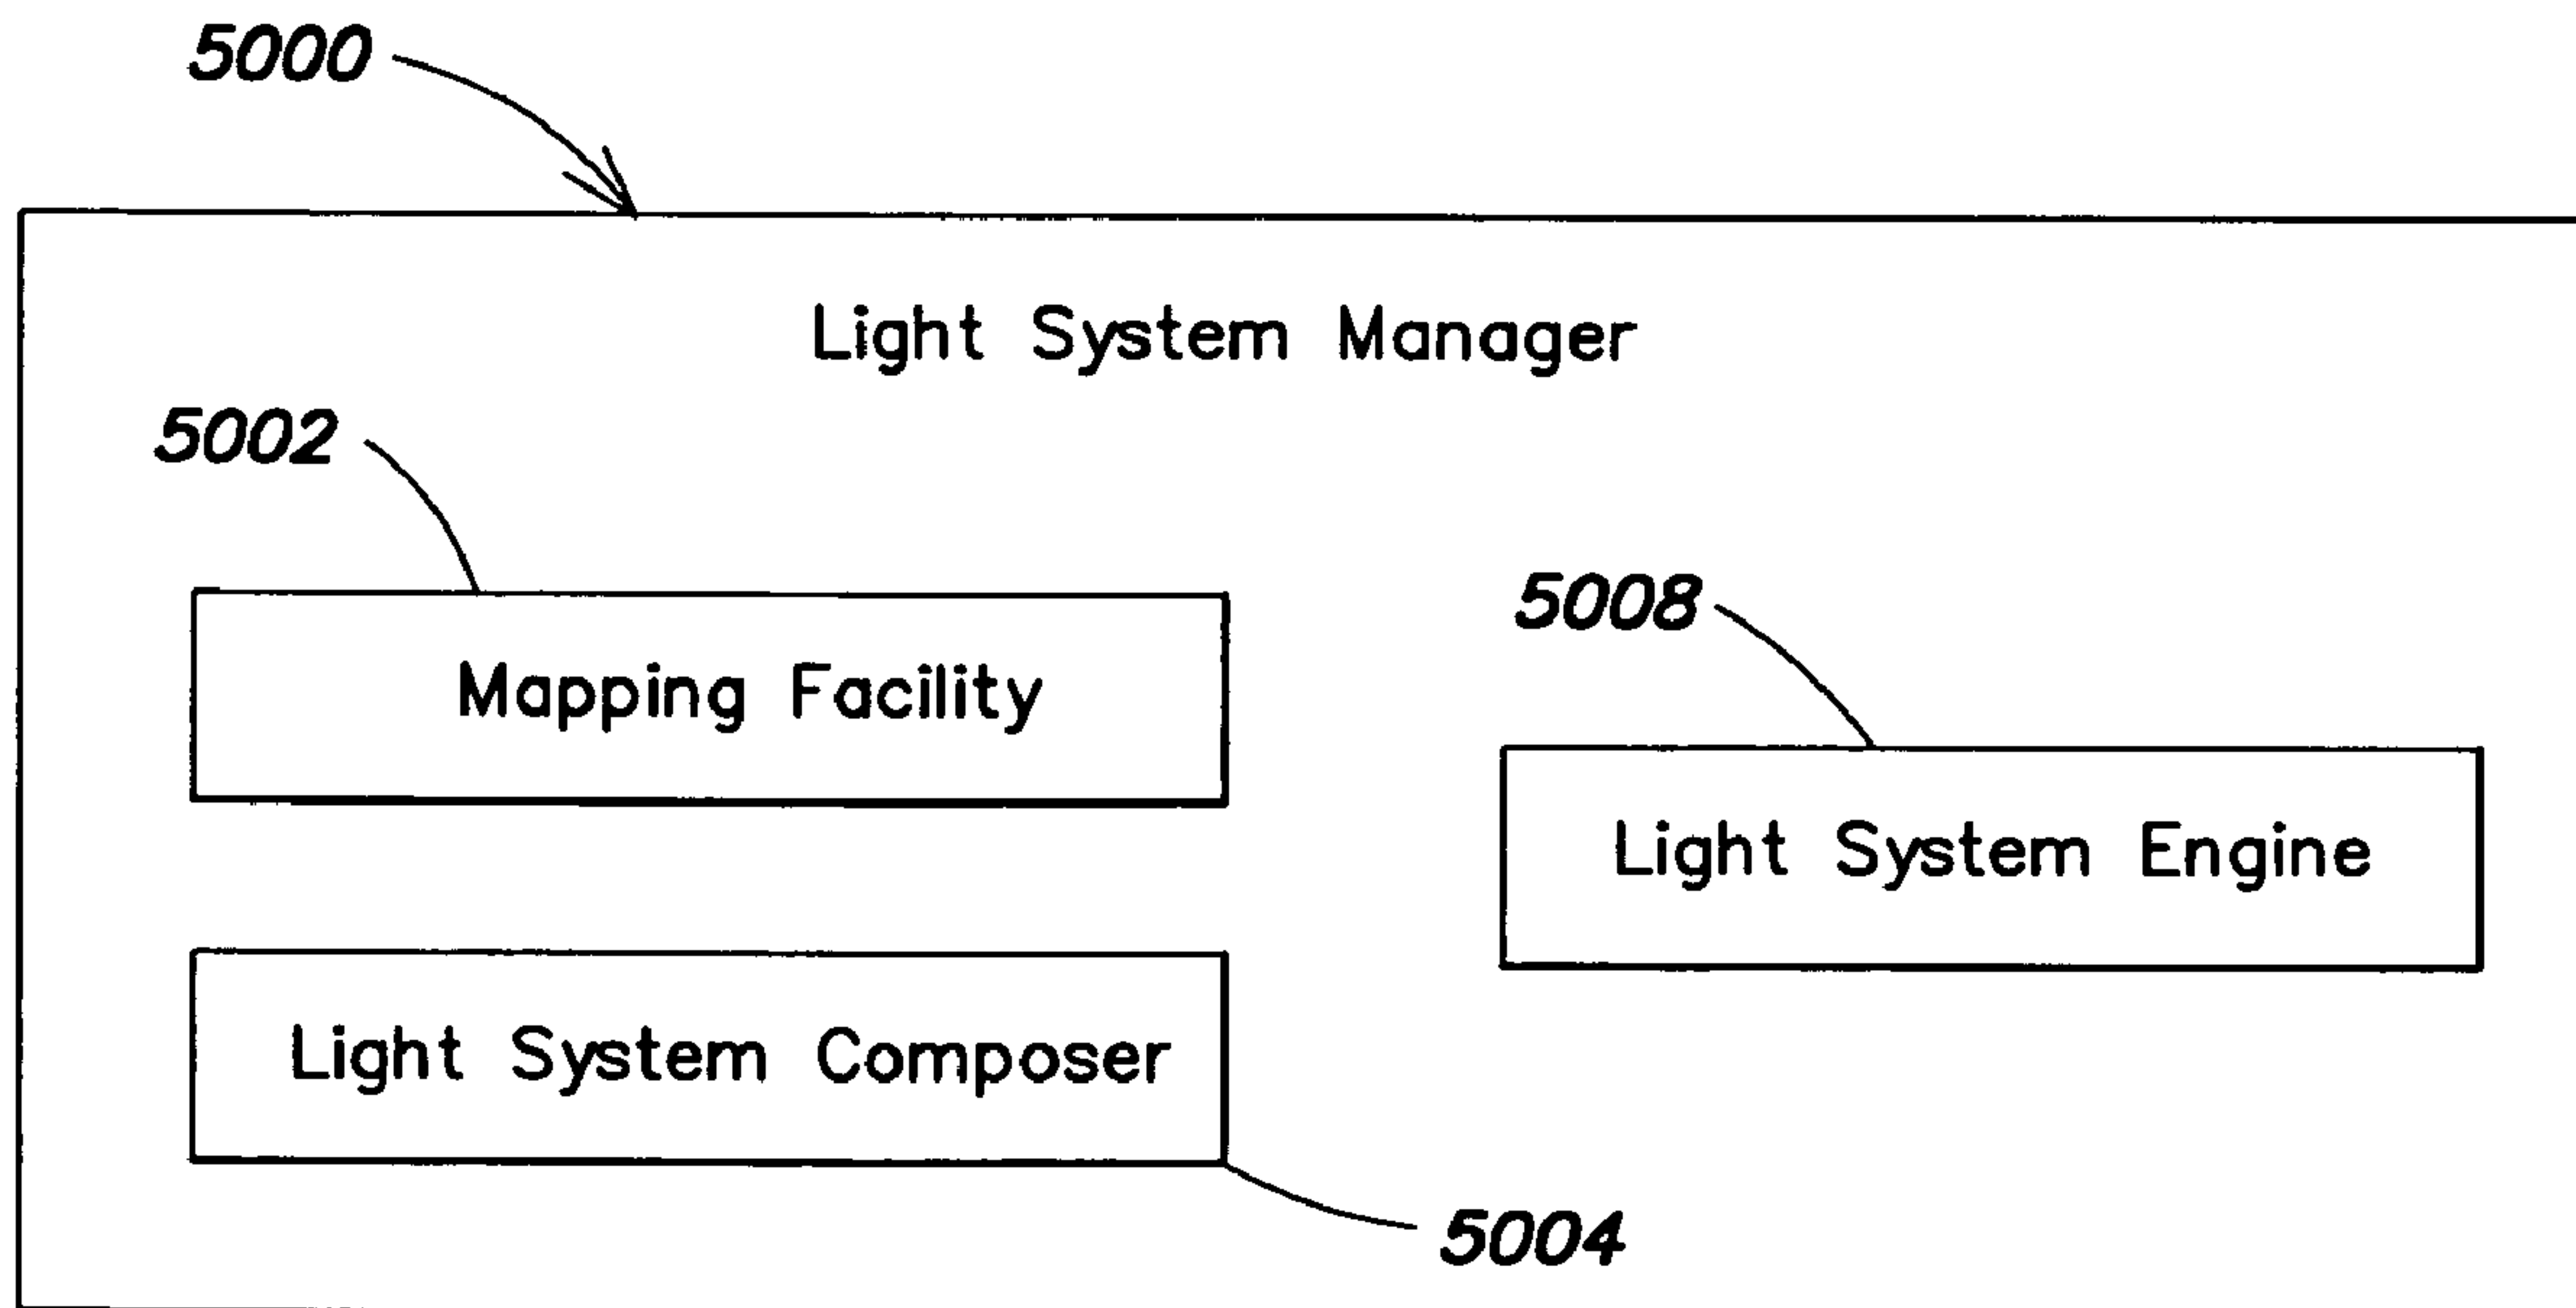 5000
Light System Manager
5002
Mapping Facility
5008
Light System Engine
Light System Composer
5004